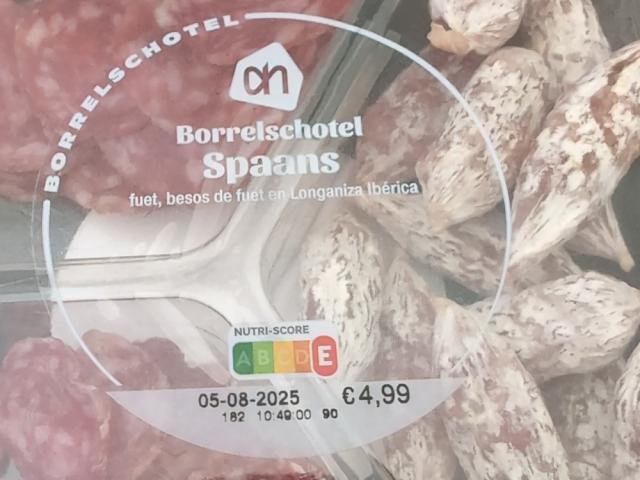 BORRELSCHOTEL
ah
Borrelschotel
Spaans
fuet, besos de fuet en Longaniza Ibérica
NUTRI-SCORE
A B C D E
05-08-2025 €4,99
182 10:49:00 90